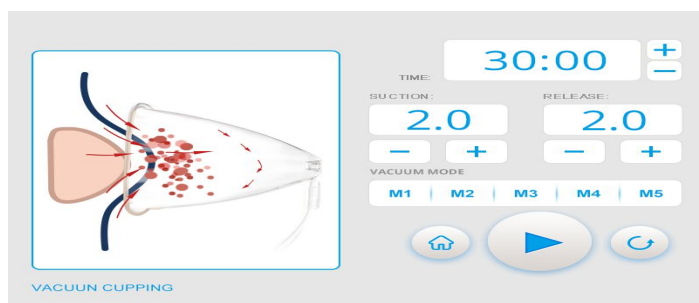 30:00
TIME:
SUCTION:
RELEASE:
2.0
2.0
VACUUM MODE
M1 M2 M3 M4 M5
VACUUN CUPPING